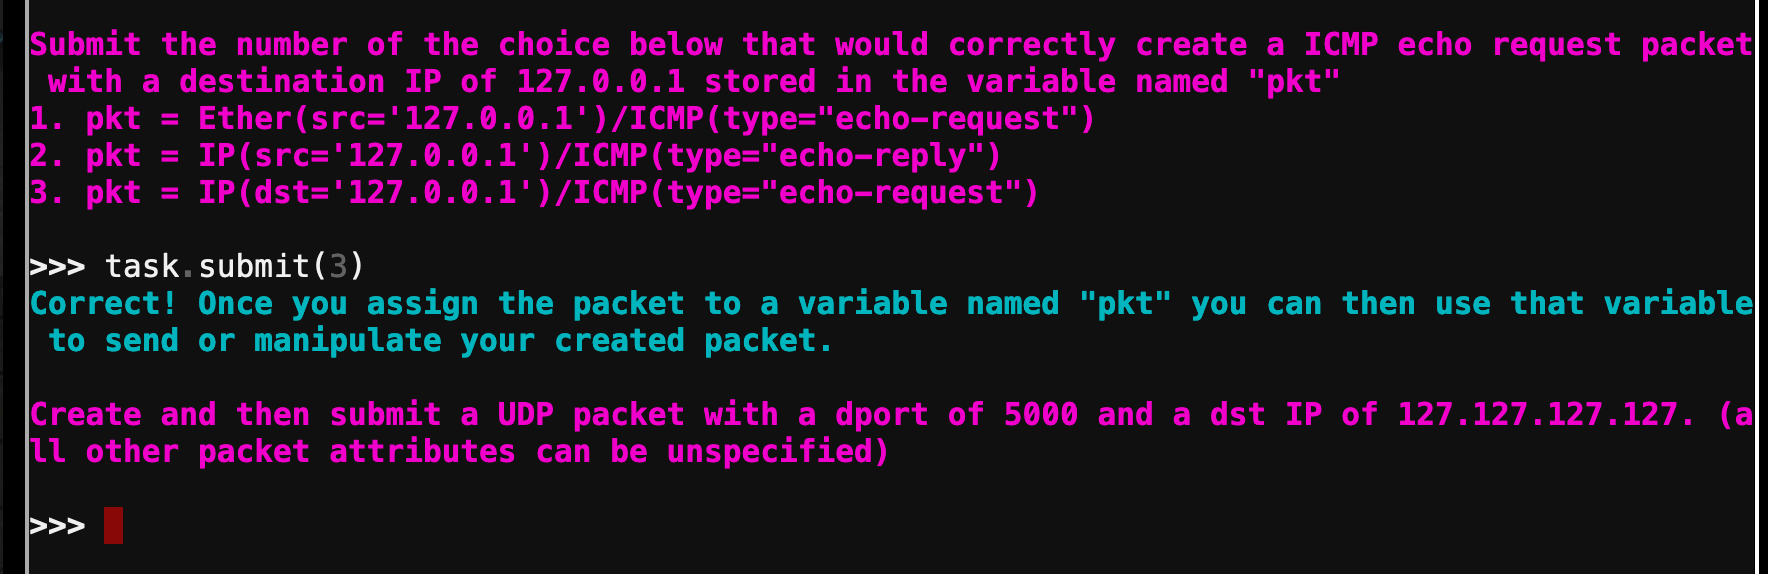 Submit the number of the choice below that would correctly create a ICMP echo request packet
with a destination IP of 127.0.0.1 stored in the variable named "pkt"
1. pkt = Ether(src='127.0.0.1')/ICMP(type="echo-request")
2. pkt = IP(src='127.0.0.1')/ICMP(type="echo-reply")
3. pkt = IP(dst='127.0.0.1')/ICMP(type="echo-request")
>>> task.submit(3)
Correct! Once you assign the packet to a variable named "pkt" you can then use that variable
to send or manipulate your created packet.
Create and then submit a UDP packet with a dport of 5000 and a dst IP of 127.127.127.127. (a
ll other packet attributes can be unspecified)
>>>